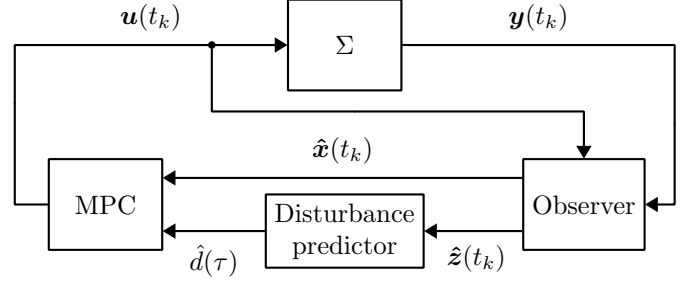 u(t_k)
y(t_k)
Σ
x̂(t_k)
MPC
Disturbance
predictor
Observer
d̂(τ)
ẑ(t_k)